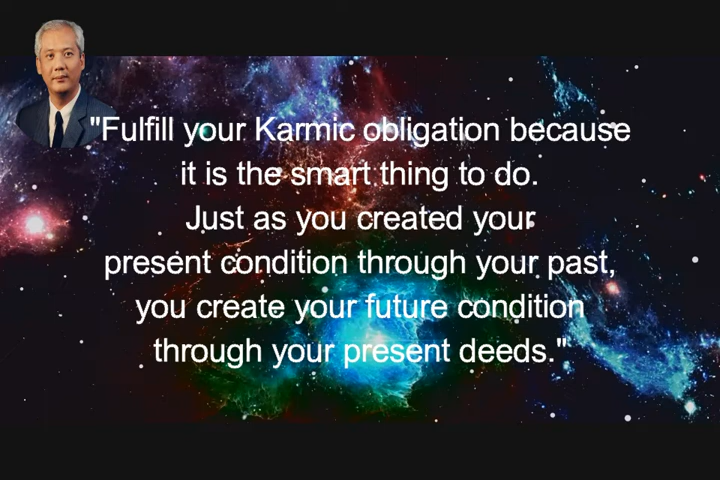 "Fulfill your Karmic obligation because
it is the smart thing to do.
Just as you created your
present condition through your past,
you create your future condition
through your present deeds."